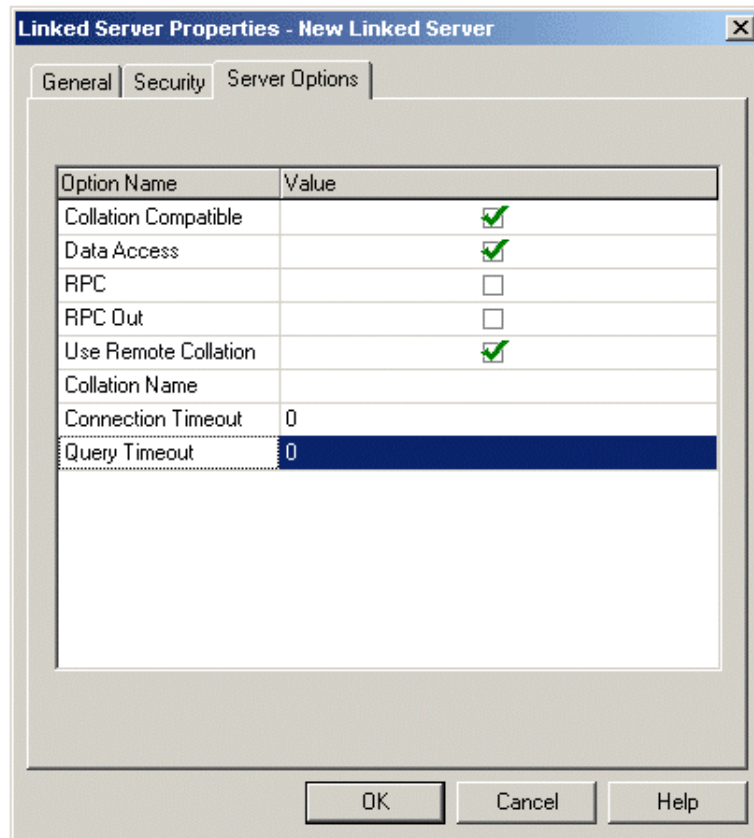 Linked Server Properties - New Linked Server
General Security Server Options
Option Name Value
Collation Compatible
Data Access
RPC
RPC Out
Use Remote Collation
Collation Name
Connection Timeout 0
Query Timeout 0
OK Cancel Help